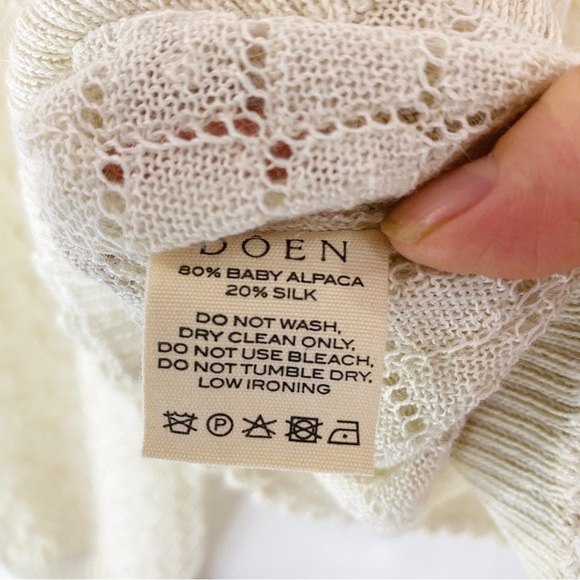 DOEN
80% BABY ALPACA
20% SILK
DO NOT WASH,
DRY CLEAN ONLY.
DO NOT USE BLEACH.
DO NOT TUMBLE DRY.
LOW IRONING
P